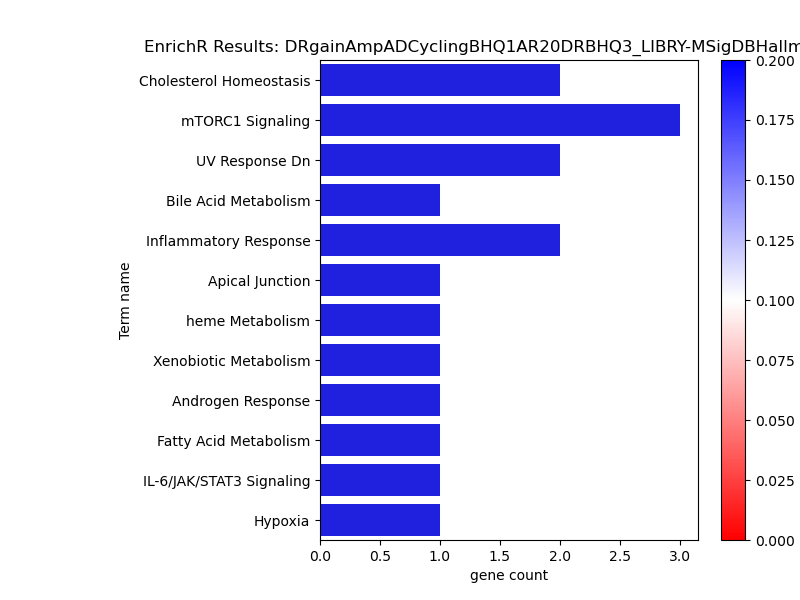 EnrichR Results: DRgainAmpADCyclingBHQ1AR20DRBHQ3_LIBRY-MSigDBHallm
Cholesterol Homeostasis
mTORC1 Signaling
UV Response Dn
Bile Acid Metabolism
Inflammatory Response
Apical Junction
heme Metabolism
Xenobiotic Metabolism
Androgen Response
Fatty Acid Metabolism
IL-6/JAK/STAT3 Signaling
Hypoxia
Term name
0.0 0.5 1.0 1.5 2.0 2.5 3.0
gene count
0.200
0.175
0.150
0.125
0.100
0.075
0.050
0.025
0.000